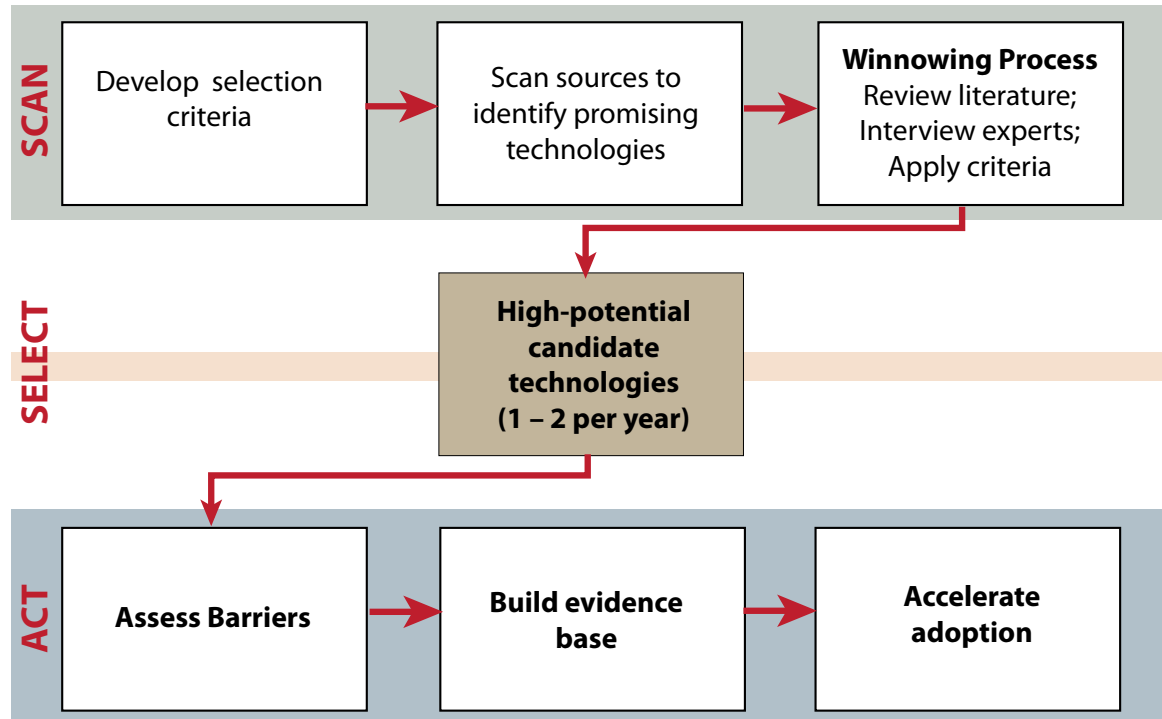 SCAN
Develop selection
criteria
Scan sources to
identify promising
technologies
Winnowing Process
Review literature;
Interview experts;
Apply criteria
SELECT
High-potential
candidate
technologies
(1 – 2 per year)
ACT
Assess Barriers
Build evidence
base
Accelerate
adoption